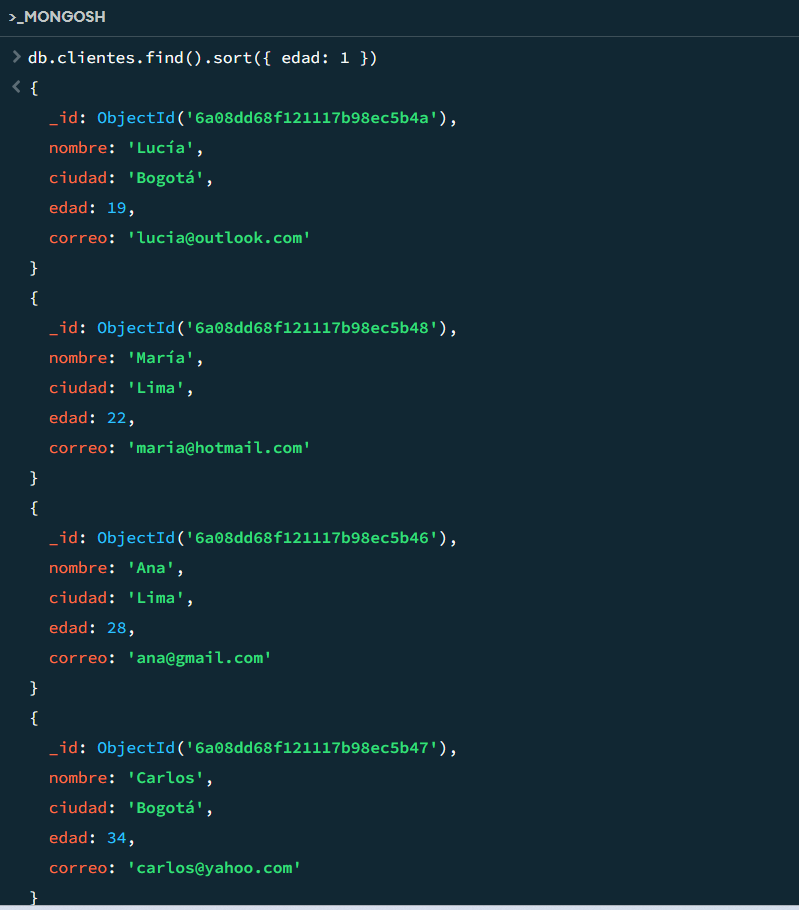 >_MONGOSH
> db.clientes.find().sort({ edad: 1 })
< {
_id: ObjectId('6a08dd68f121117b98ec5b4a'),
nombre: 'Lucía',
ciudad: 'Bogotá',
edad: 19,
correo: 'lucia@outlook.com'
}
{
_id: ObjectId('6a08dd68f121117b98ec5b48'),
nombre: 'María',
ciudad: 'Lima',
edad: 22,
correo: 'maria@hotmail.com'
}
{
_id: ObjectId('6a08dd68f121117b98ec5b46'),
nombre: 'Ana',
ciudad: 'Lima',
edad: 28,
correo: 'ana@gmail.com'
}
{
_id: ObjectId('6a08dd68f121117b98ec5b47'),
nombre: 'Carlos',
ciudad: 'Bogotá',
edad: 34,
correo: 'carlos@yahoo.com'
}